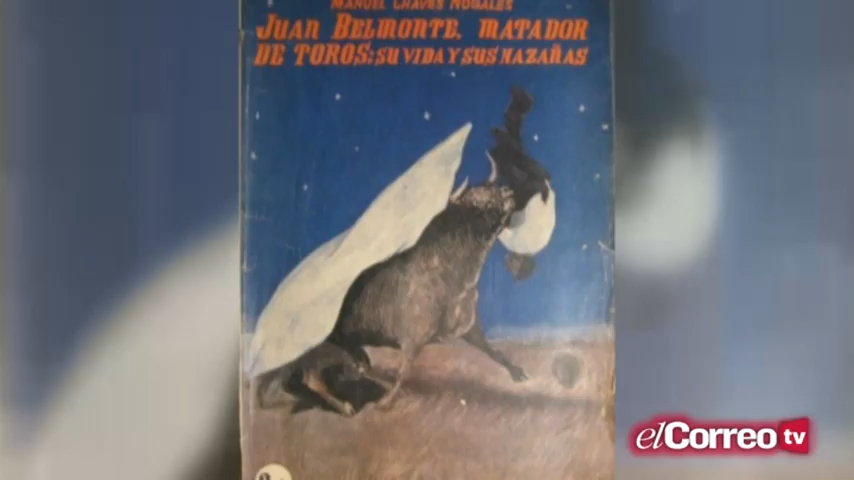 MANUEL CHAVES NOGALES
JUAN BELMONTE, MATADOR
DE TOROS; SU VIDA Y SUS HAZAÑAS
elCorreo tv